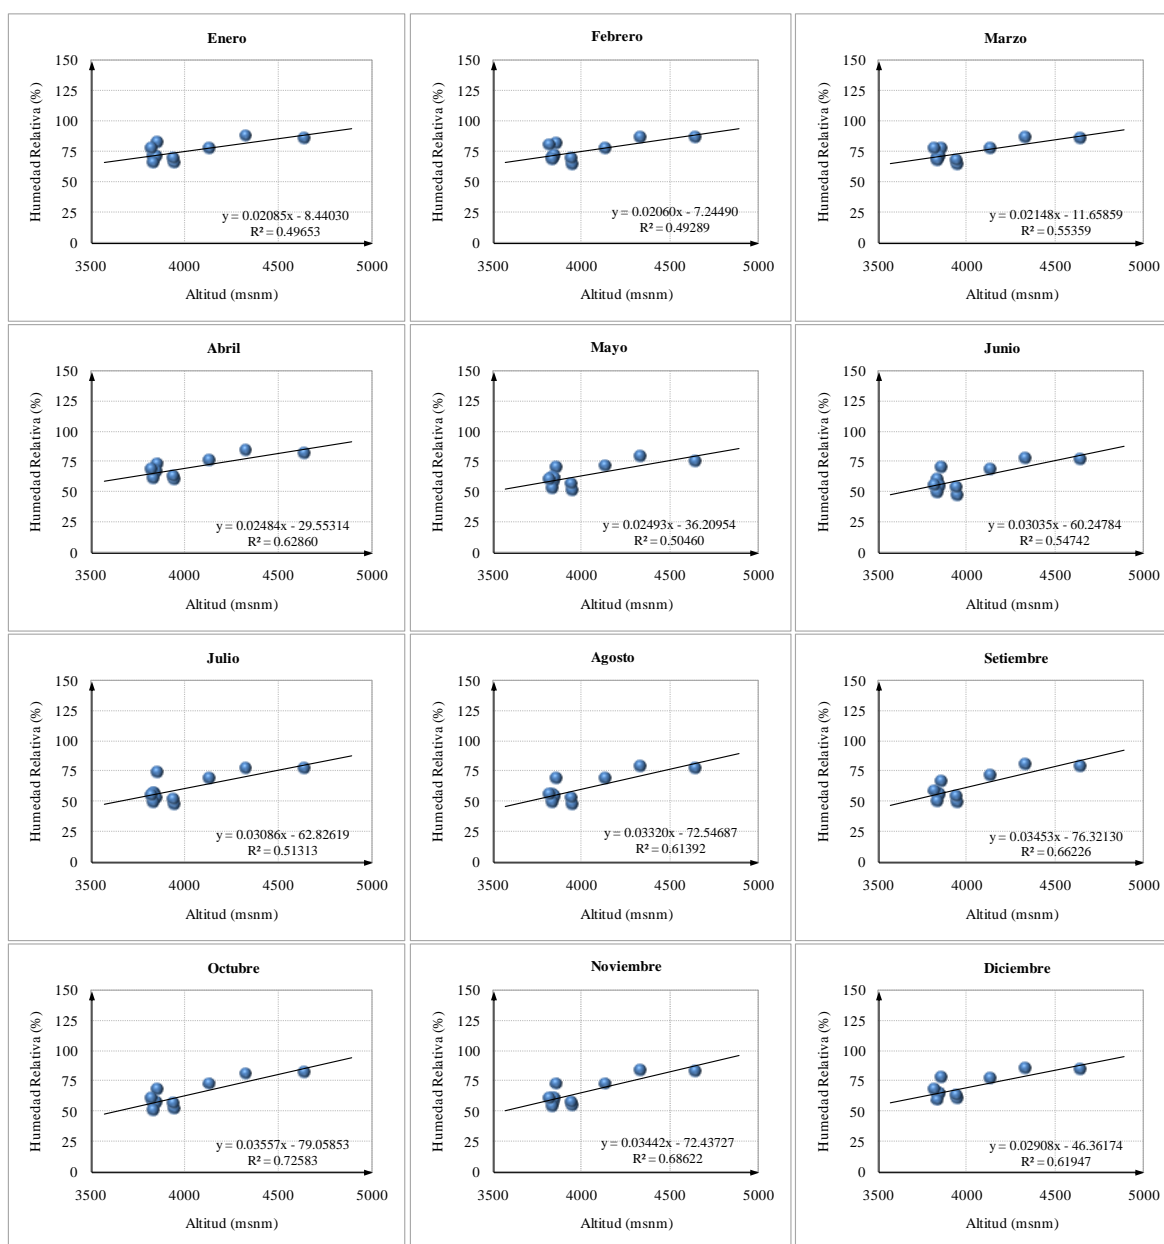 Enero
150
125
100
75
50
25
0
Humedad Relativa (%)
y = 0.02085x - 8.44030
R² = 0.49653
3500 4000 4500 5000
Altitud (msnm)
Febrero
150
125
100
75
50
25
0
Humedad Relativa (%)
y = 0.02060x - 7.24490
R² = 0.49289
3500 4000 4500 5000
Altitud (msnm)
Marzo
150
125
100
75
50
25
0
Humedad Relativa (%)
y = 0.02148x - 11.65859
R² = 0.55359
3500 4000 4500 5000
Altitud (msnm)
Abril
150
125
100
75
50
25
0
Humedad Relativa (%)
y = 0.02484x - 29.55314
R² = 0.62860
3500 4000 4500 5000
Altitud (msnm)
Mayo
150
125
100
75
50
25
0
Humedad Relativa (%)
y = 0.02493x - 36.20954
R² = 0.50460
3500 4000 4500 5000
Altitud (msnm)
Junio
150
125
100
75
50
25
0
Humedad Relativa (%)
y = 0.03035x - 60.24784
R² = 0.54742
3500 4000 4500 5000
Altitud (msnm)
Julio
150
125
100
75
50
25
0
Humedad Relativa (%)
y = 0.03086x - 62.82619
R² = 0.51313
3500 4000 4500 5000
Altitud (msnm)
Agosto
150
125
100
75
50
25
0
Humedad Relativa (%)
y = 0.03320x - 72.54687
R² = 0.61392
3500 4000 4500 5000
Altitud (msnm)
Setiembre
150
125
100
75
50
25
0
Humedad Relativa (%)
y = 0.03453x - 76.32130
R² = 0.66226
3500 4000 4500 5000
Altitud (msnm)
Octubre
150
125
100
75
50
25
0
Humedad Relativa (%)
y = 0.03557x - 79.05853
R² = 0.72583
3500 4000 4500 5000
Altitud (msnm)
Noviembre
150
125
100
75
50
25
0
Humedad Relativa (%)
y = 0.03442x - 72.43727
R² = 0.68622
3500 4000 4500 5000
Altitud (msnm)
Diciembre
150
125
100
75
50
25
0
Humedad Relativa (%)
y = 0.02908x - 46.36174
R² = 0.61947
3500 4000 4500 5000
Altitud (msnm)